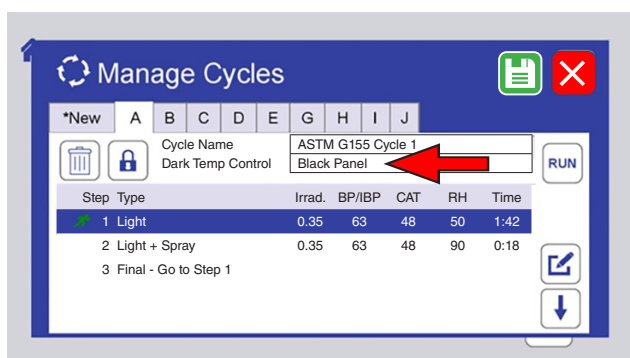 Manage Cycles
*New A B C D E G H I J
Cycle Name ASTM G155 Cycle 1
Dark Temp Control Black Panel
RUN
Step Type Irrad. BP/IBP CAT RH Time
1 Light 0.35 63 48 50 1:42
2 Light + Spray 0.35 63 48 90 0:18
3 Final - Go to Step 1